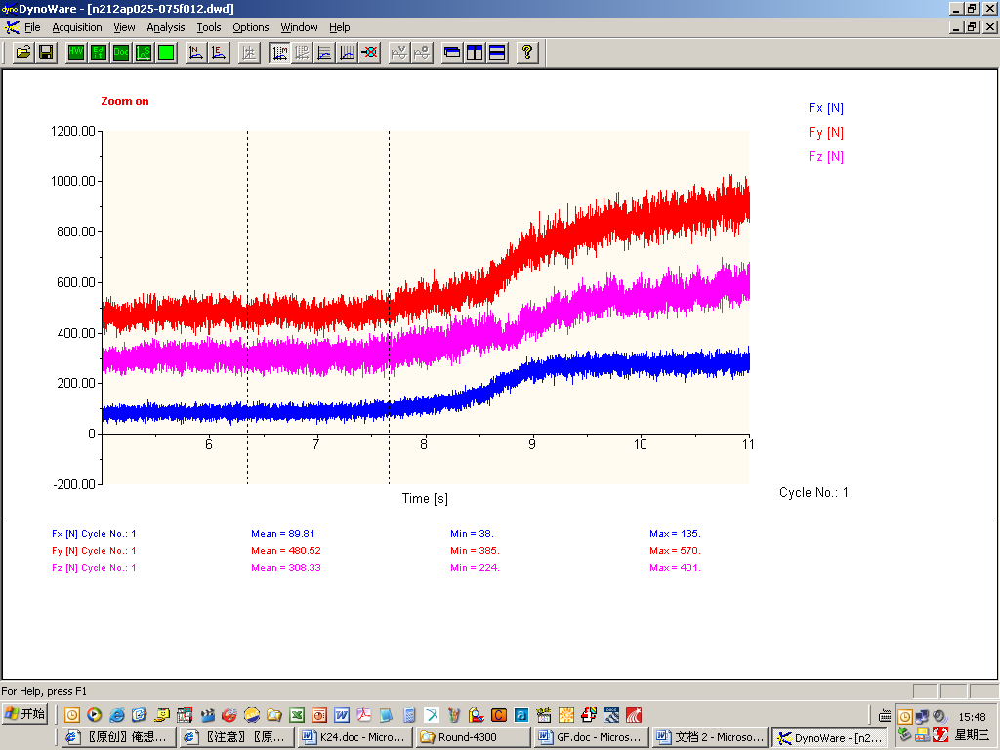 DynoWare - [n212ap025-075f012.dwd]
File Acquisition View Analysis Tools Options Window Help
HW Doc
Zoom on
Fx [N]
Fy [N]
Fz [N]
1200.00
1000.00
800.00
600.00
400.00
200.00
0
-200.00
6 7 8 9 10 11
Time [s]
Cycle No.: 1
Fx [N] Cycle No.: 1 Mean = 89.81 Min = 38. Max = 135.
Fy [N] Cycle No.: 1 Mean = 480.52 Min = 385. Max = 570.
Fz [N] Cycle No.: 1 Mean = 308.33 Min = 224. Max = 401.
For Help, press F1
开始
15:48
星期三
〖原创〗俺想... 〖注意〗〖原... K24.doc - Micro... Round-4300 GF.doc - Micros... 文档 2 - Microso... DynoWare - [n2...